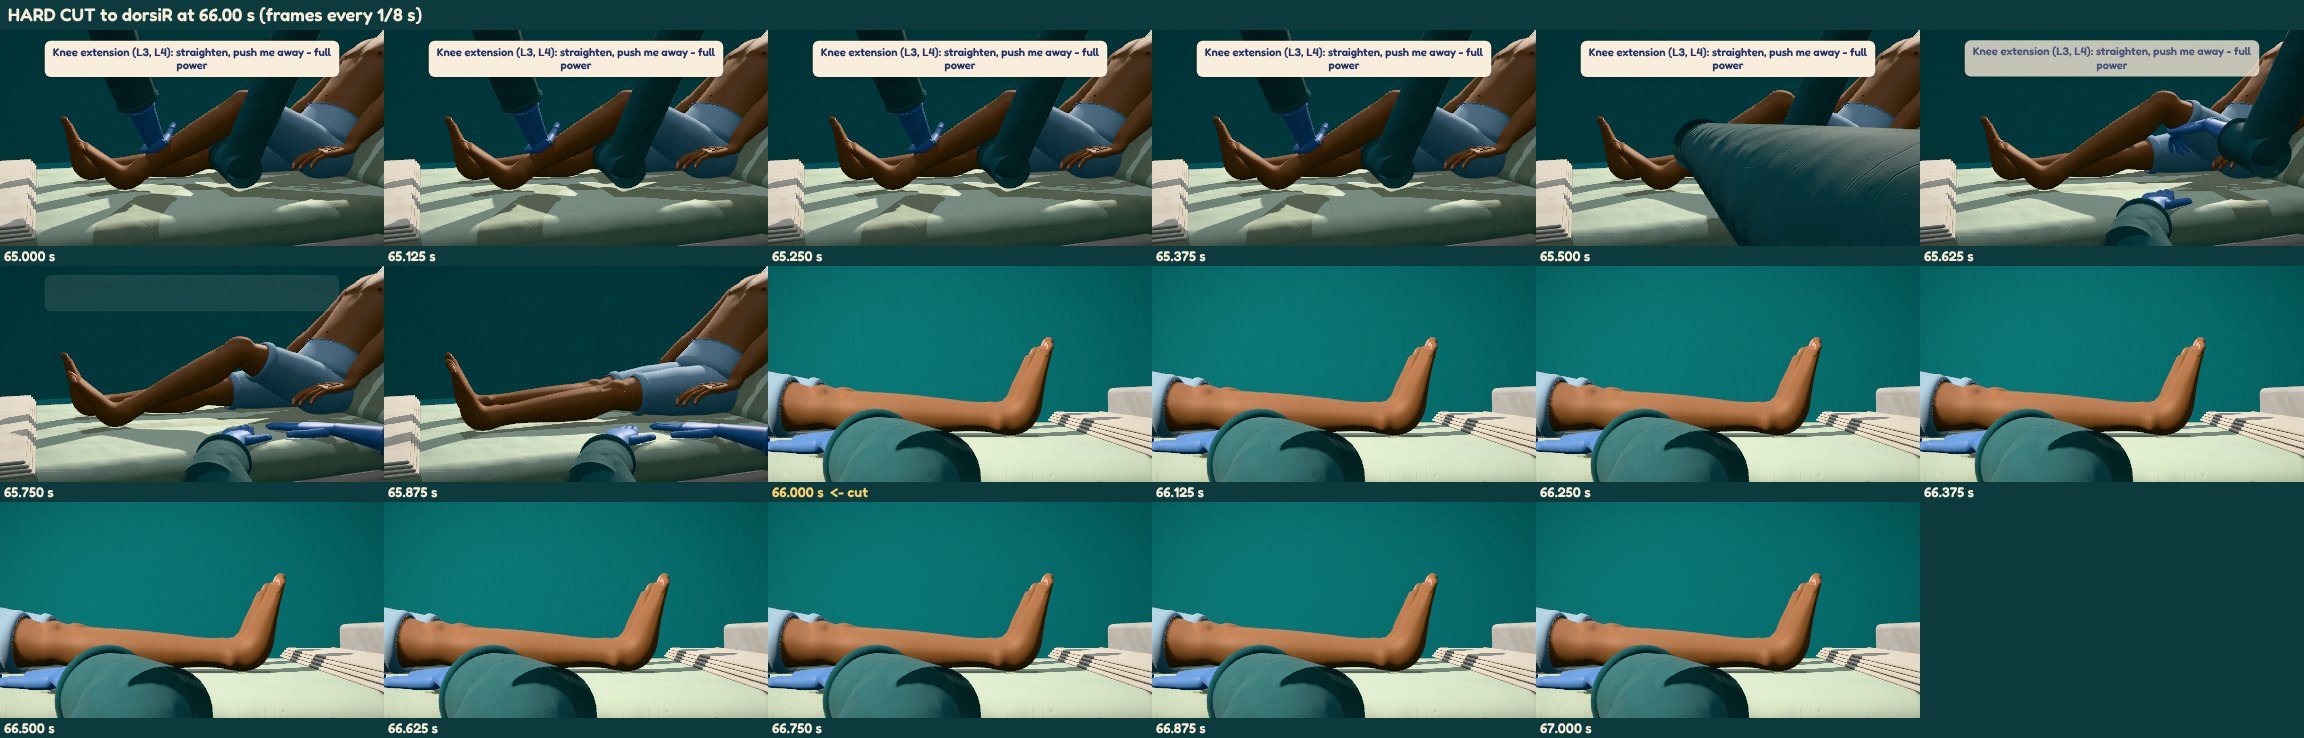 HARD CUT to dorsiR at 66.00 s (frames every 1/8 s)
Knee extension (L3, L4): straighten, push me away - full
power
Knee extension (L3, L4): straighten, push me away - full
power
Knee extension (L3, L4): straighten, push me away - full
power
Knee extension (L3, L4): straighten, push me away - full
power
Knee extension (L3, L4): straighten, push me away - full
power
Knee extension (L3, L4): straighten, push me away - full
power
65.000 s
65.125 s
65.250 s
65.375 s
65.500 s
65.625 s
65.750 s
65.875 s
66.000 s <- cut
66.125 s
66.250 s
66.375 s
66.500 s
66.625 s
66.750 s
66.875 s
67.000 s